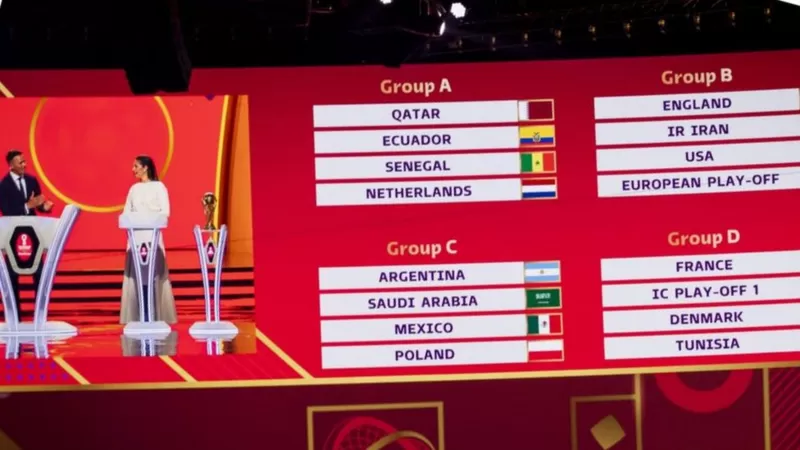 Group A
QATAR
ECUADOR
SENEGAL
NETHERLANDS
Group B
ENGLAND
IR IRAN
USA
EUROPEAN PLAY-OFF
Group C
ARGENTINA
SAUDI ARABIA
MEXICO
POLAND
Group D
FRANCE
IC PLAY-OFF 1
DENMARK
TUNISIA